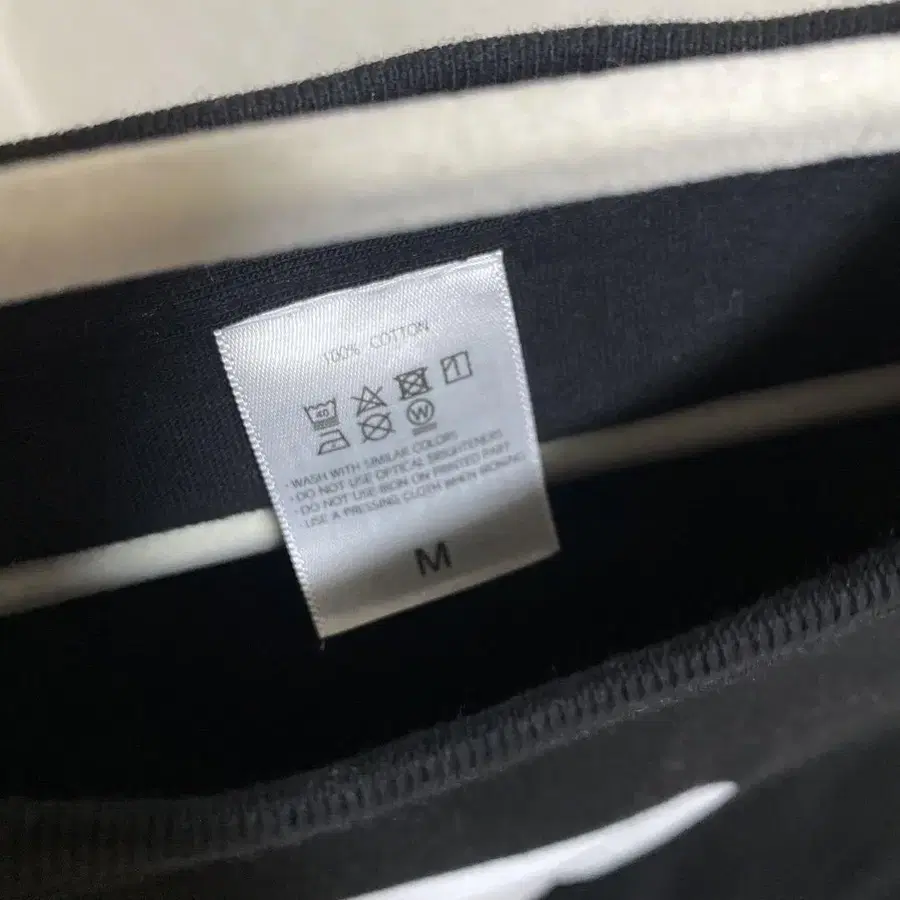 100% COTTON
40
W
· WASH WITH SIMILAR COLORS
· DO NOT USE OPTICAL BRIGHTENERS
· DO NOT USE IRON ON PRINTED PART
· USE A PRESSING CLOTH WHEN IRONING
M